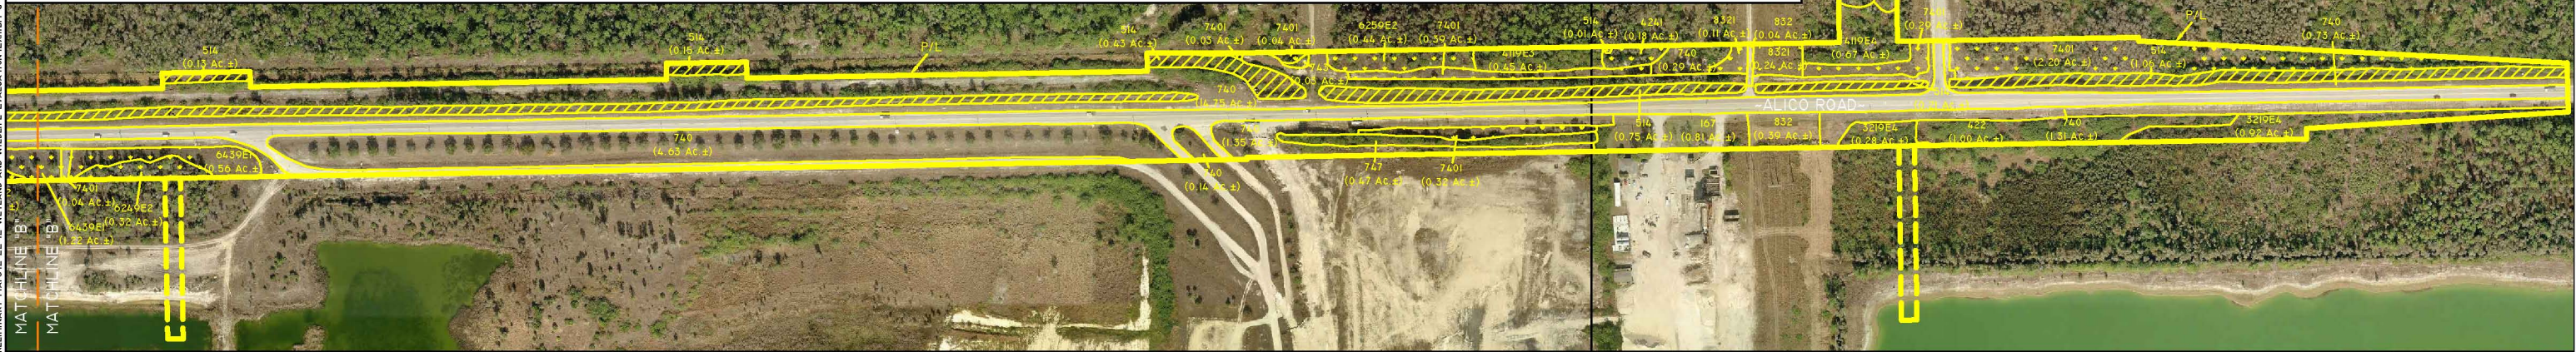 514
(0.13 Ac.±)
514
(0.15 Ac.±)
P/L
514
(0.43 Ac.±)
7401
(0.03 Ac.±)
7401
(0.04 Ac.±)
6259E2
(0.44 Ac.±)
7401
(0.39 Ac.±)
4119E3
(0.45 Ac.±)
514
(0.01 Ac.±)
4241
(0.18 Ac.±)
8321
(0.11 Ac.±)
832
(0.04 Ac.±)
8321
(0.24 Ac.±)
740
(0.29 Ac.±)
4119E4
(0.67 Ac.±)
7401
(0.29 Ac.±)
7401
(2.20 Ac.±)
514
(1.06 Ac.±)
P/L
740
(0.73 Ac.±)
743
740
(14.75 Ac.±)
-ALICO ROAD-
514
740
(4.63 Ac.±)
740
(1.35 Ac.±)
740
(0.14 Ac.±)
747
(0.47 Ac.±)
7401
(0.32 Ac.±)
514
(0.75 Ac.±)
167
(0.81 Ac.±)
832
(0.39 Ac.±)
3219E4
(0.28 Ac.±)
422
(1.00 Ac.±)
740
(1.31 Ac.±)
3219E4
(0.92 Ac.±)
6439E1
(0.56 Ac.±)
7401
(0.04 Ac.±)
6249E2
(0.32 Ac.±)
6439E1
(1.22 Ac.±)
MATCHLINE "B"
MATCHLINE "B"